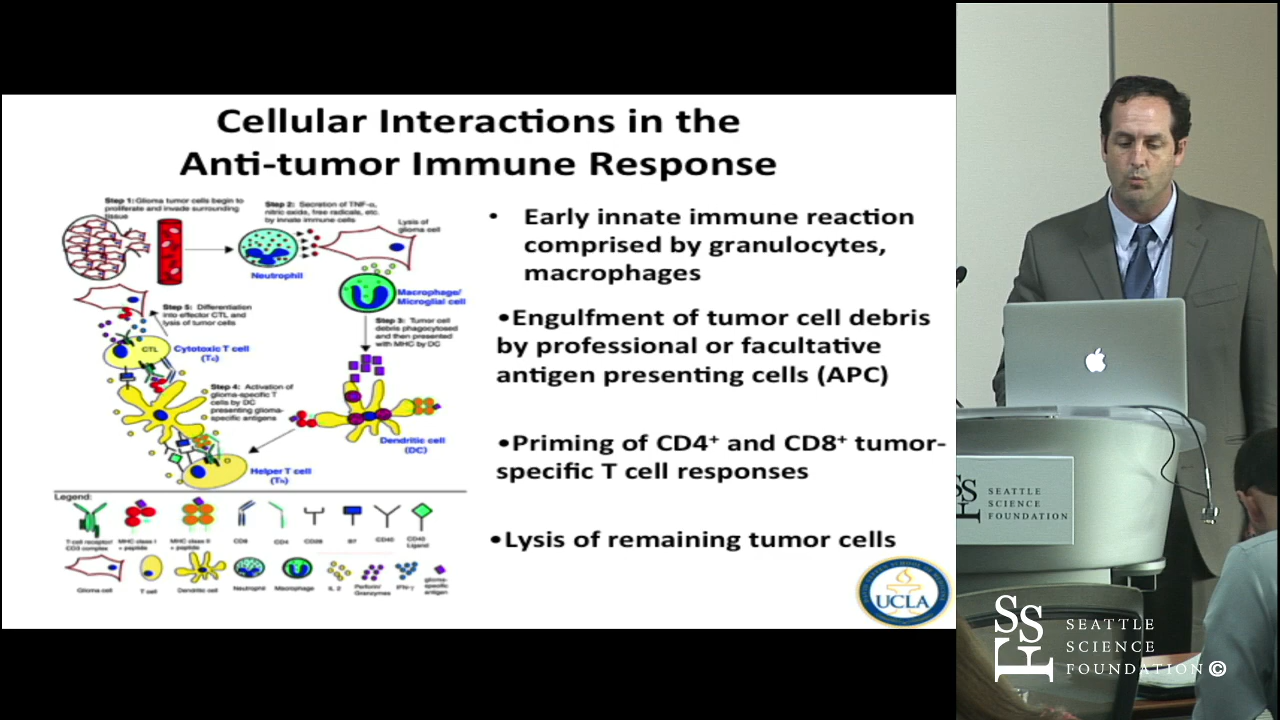 Cellular Interactions in the
Anti-tumor Immune Response
Step 1: Glioma tumor cells begin to
proliferate and invade surrounding
tissue
Step 2: Secretion of TNF-α,
nitric oxide, free radicals, etc.
by innate immune cells
Lysis of
glioma cell
Neutrophil
Macrophage/
Microglial cell
Step 3: Tumor cell
debris phagocytosed
and then presented
with MHC by DC
Step 5: Differentiation
into effector CTL and
lysis of tumor cells
CTL
Cytotoxic T cell
(Tc)
Step 4: Activation of
glioma-specific T
cells by DC
presenting glioma-
specific antigens
Dendritic cell
(DC)
Helper T cell
(Th)
Legend:
T-cell receptor/
CD3 complex
MHC class I
+ peptide
MHC class II
+ peptide
CD8
CD4
CD28
B7
CD40
CD40
Ligand
Glioma cell
T cell
Dendritic cell
Neutrophil
Macrophage
IL 2
Perforin/
Granzymes
IFN-γ
glioma-
specific
antigen
• Early innate immune reaction
comprised by granulocytes,
macrophages
•Engulfment of tumor cell debris
by professional or facultative
antigen presenting cells (APC)
•Priming of CD4⁺ and CD8⁺ tumor-
specific T cell responses
•Lysis of remaining tumor cells
UCLA
SEATTLE
SCIENCE
FOUNDATION
SSF
SEATTLE
SCIENCE
FOUNDATION©